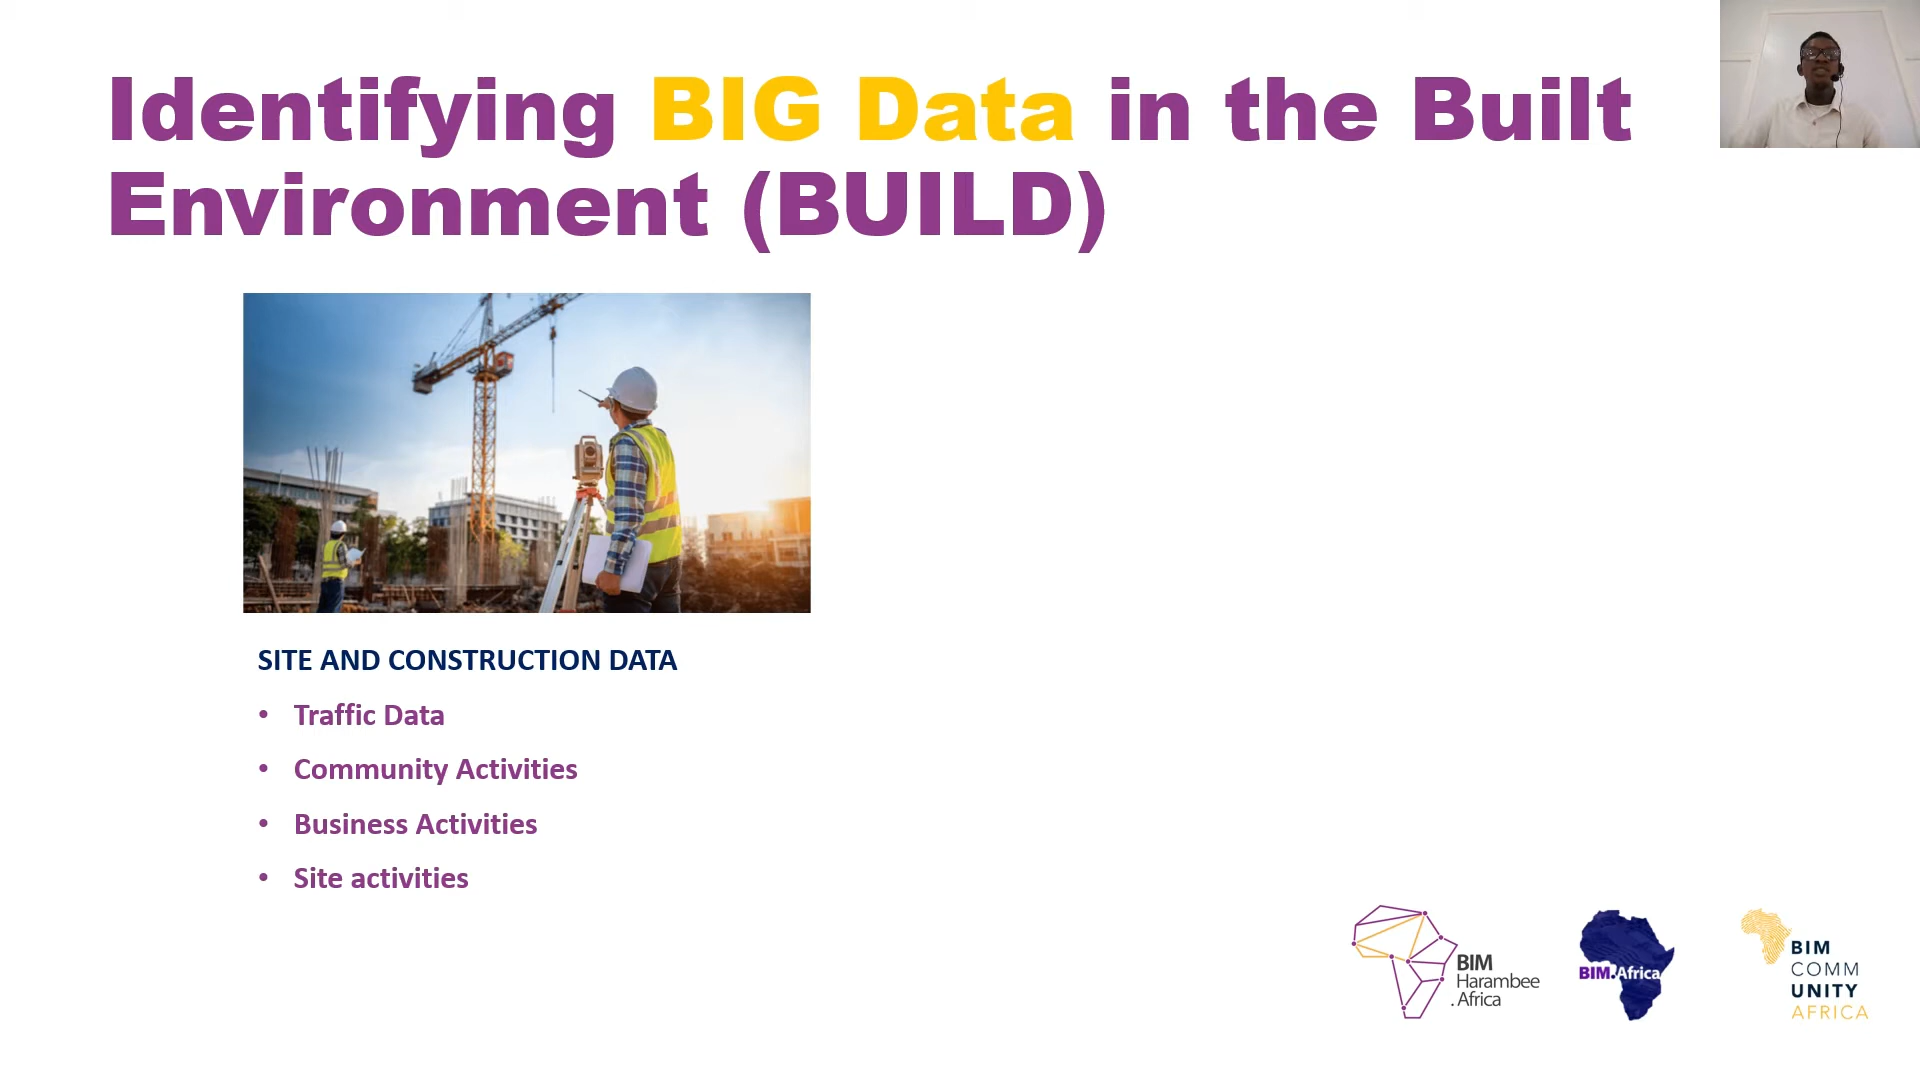 Identifying BIG Data in the Built
Environment (BUILD)
SITE AND CONSTRUCTION DATA
• Traffic Data
• Community Activities
• Business Activities
• Site activities
BIM
Harambee
.Africa
BIM.Africa
BIM
COMM
UNITY
AFRICA